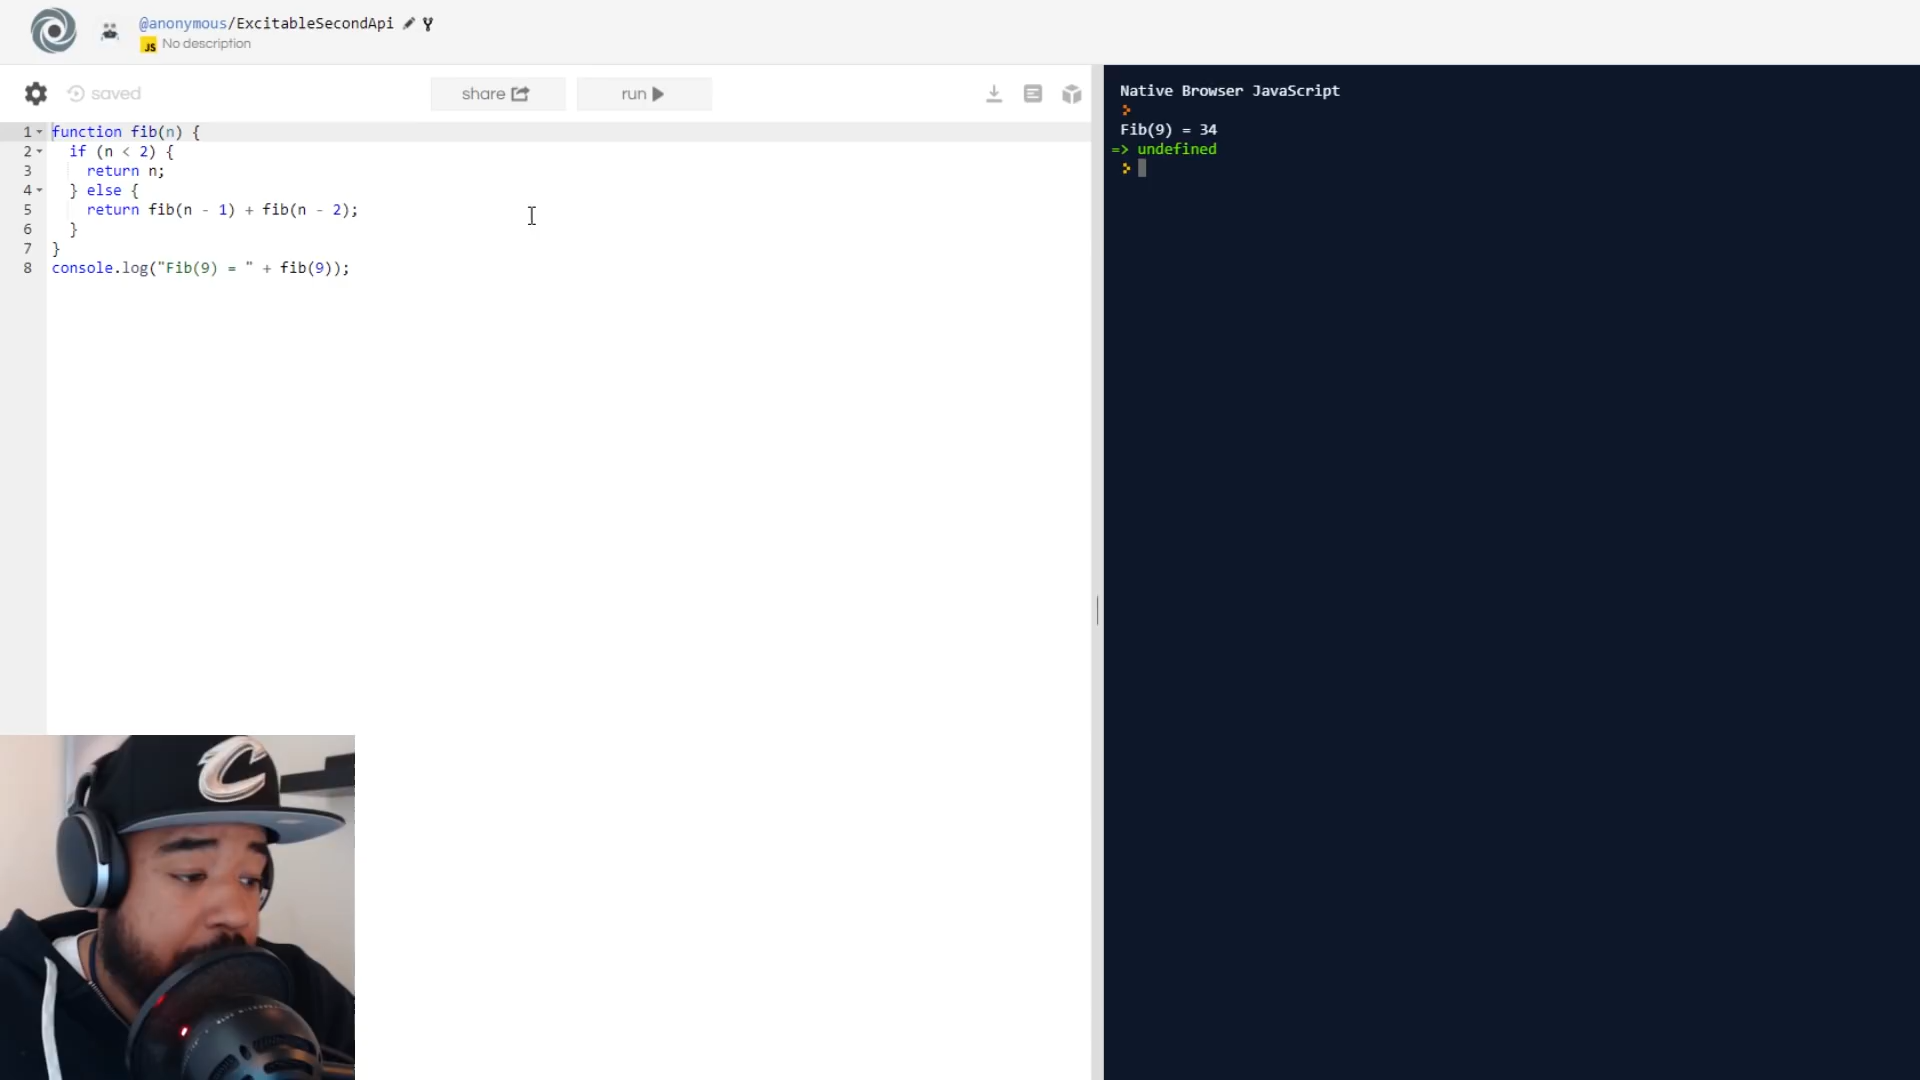 @anonymous/ExcitableSecondApi
JS No description
saved
share
run
1 function fib(n) {
2 if (n < 2) {
3 return n;
4 } else {
5 return fib(n - 1) + fib(n - 2);
6 }
7 }
8 console.log("Fib(9) = " + fib(9));
Native Browser JavaScript
Fib(9) = 34
=> undefined